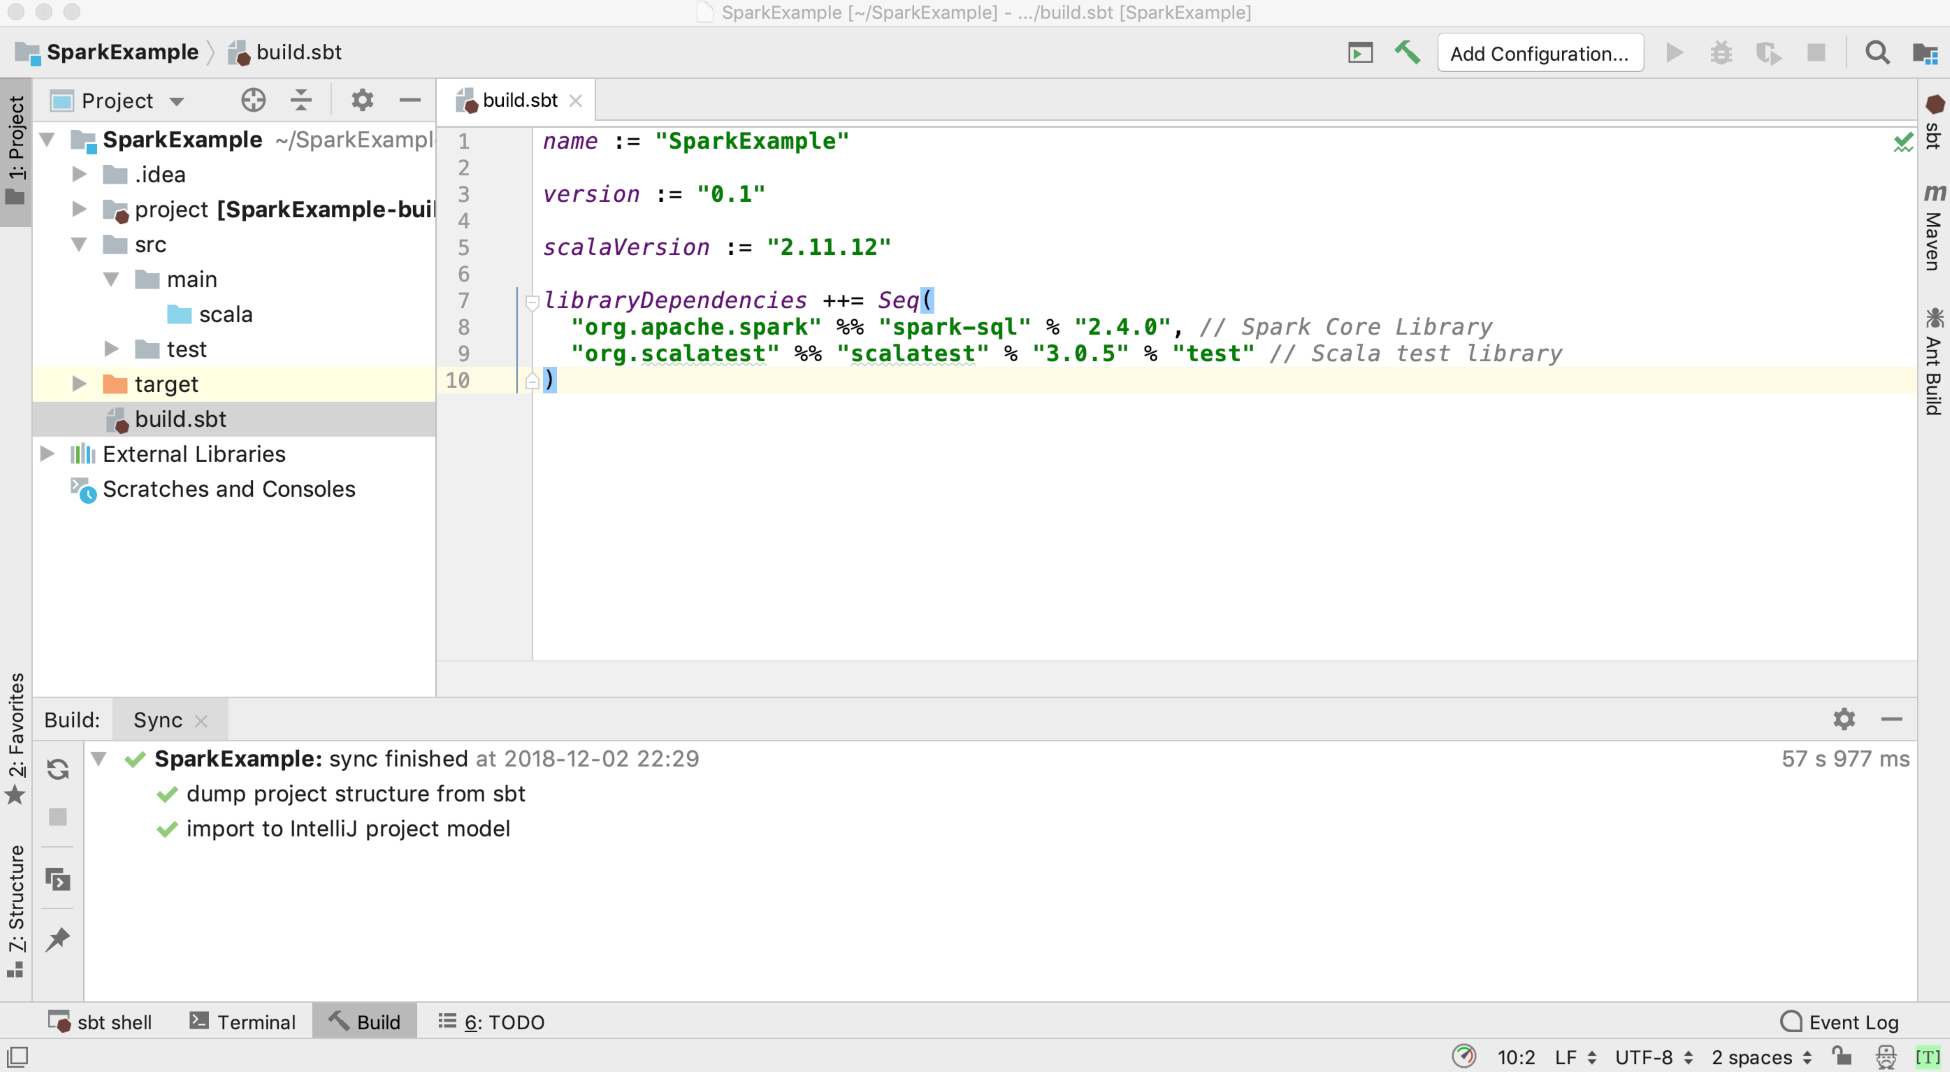 SparkExample [~/SparkExample] - .../build.sbt [SparkExample]
SparkExample
build.sbt
Add Configuration...
1: Project
2: Favorites
7: Structure
Project
SparkExample ~/SparkExampl
.idea
project [SparkExample-buil
src
main
scala
test
target
build.sbt
External Libraries
Scratches and Consoles
build.sbt
1 name := "SparkExample"
2
3 version := "0.1"
4
5 scalaVersion := "2.11.12"
6
7 libraryDependencies ++= Seq(
8 "org.apache.spark" %% "spark-sql" % "2.4.0", // Spark Core Library
9 "org.scalatest" %% "scalatest" % "3.0.5" % "test" // Scala test library
10 )
sbt
m
Maven
Ant Build
Build: Sync
SparkExample: sync finished at 2018-12-02 22:29 57 s 977 ms
dump project structure from sbt
import to IntelliJ project model
sbt shell Terminal Build 6: TODO Event Log
10:2 LF UTF-8 2 spaces [T]